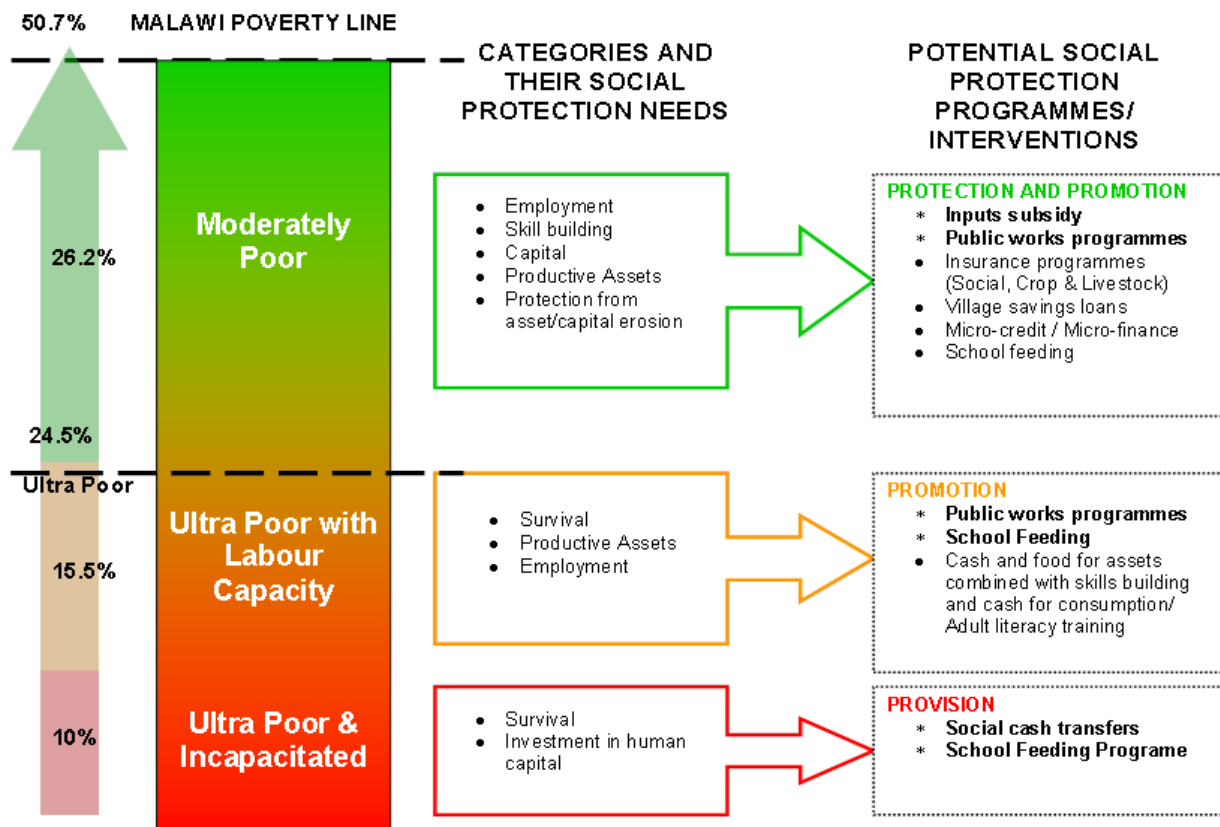 50.7%
MALAWI POVERTY LINE
CATEGORIES AND
THEIR SOCIAL
PROTECTION NEEDS
POTENTIAL SOCIAL
PROTECTION
PROGRAMMES/
INTERVENTIONS
26.2%
Moderately
Poor
• Employment
• Skill building
• Capital
• Productive Assets
• Protection from
asset/capital erosion
PROTECTION AND PROMOTION
* Inputs subsidy
* Public works programmes
• Insurance programmes
(Social, Crop & Livestock)
• Village savings loans
• Micro-credit / Micro-finance
• School feeding
24.5%
Ultra Poor
15.5%
Ultra Poor with
Labour
Capacity
• Survival
• Productive Assets
• Employment
PROMOTION
* Public works programmes
* School Feeding
• Cash and food for assets
combined with skills building
and cash for consumption/
Adult literacy training
10%
Ultra Poor &
Incapacitated
• Survival
• Investment in human
capital
PROVISION
* Social cash transfers
* School Feeding Programe